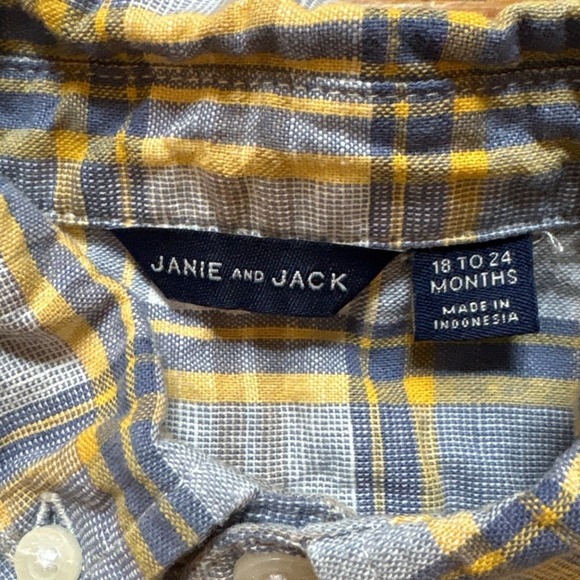 JANIE AND JACK
18 TO 24
MONTHS
MADE IN
INDONESIA